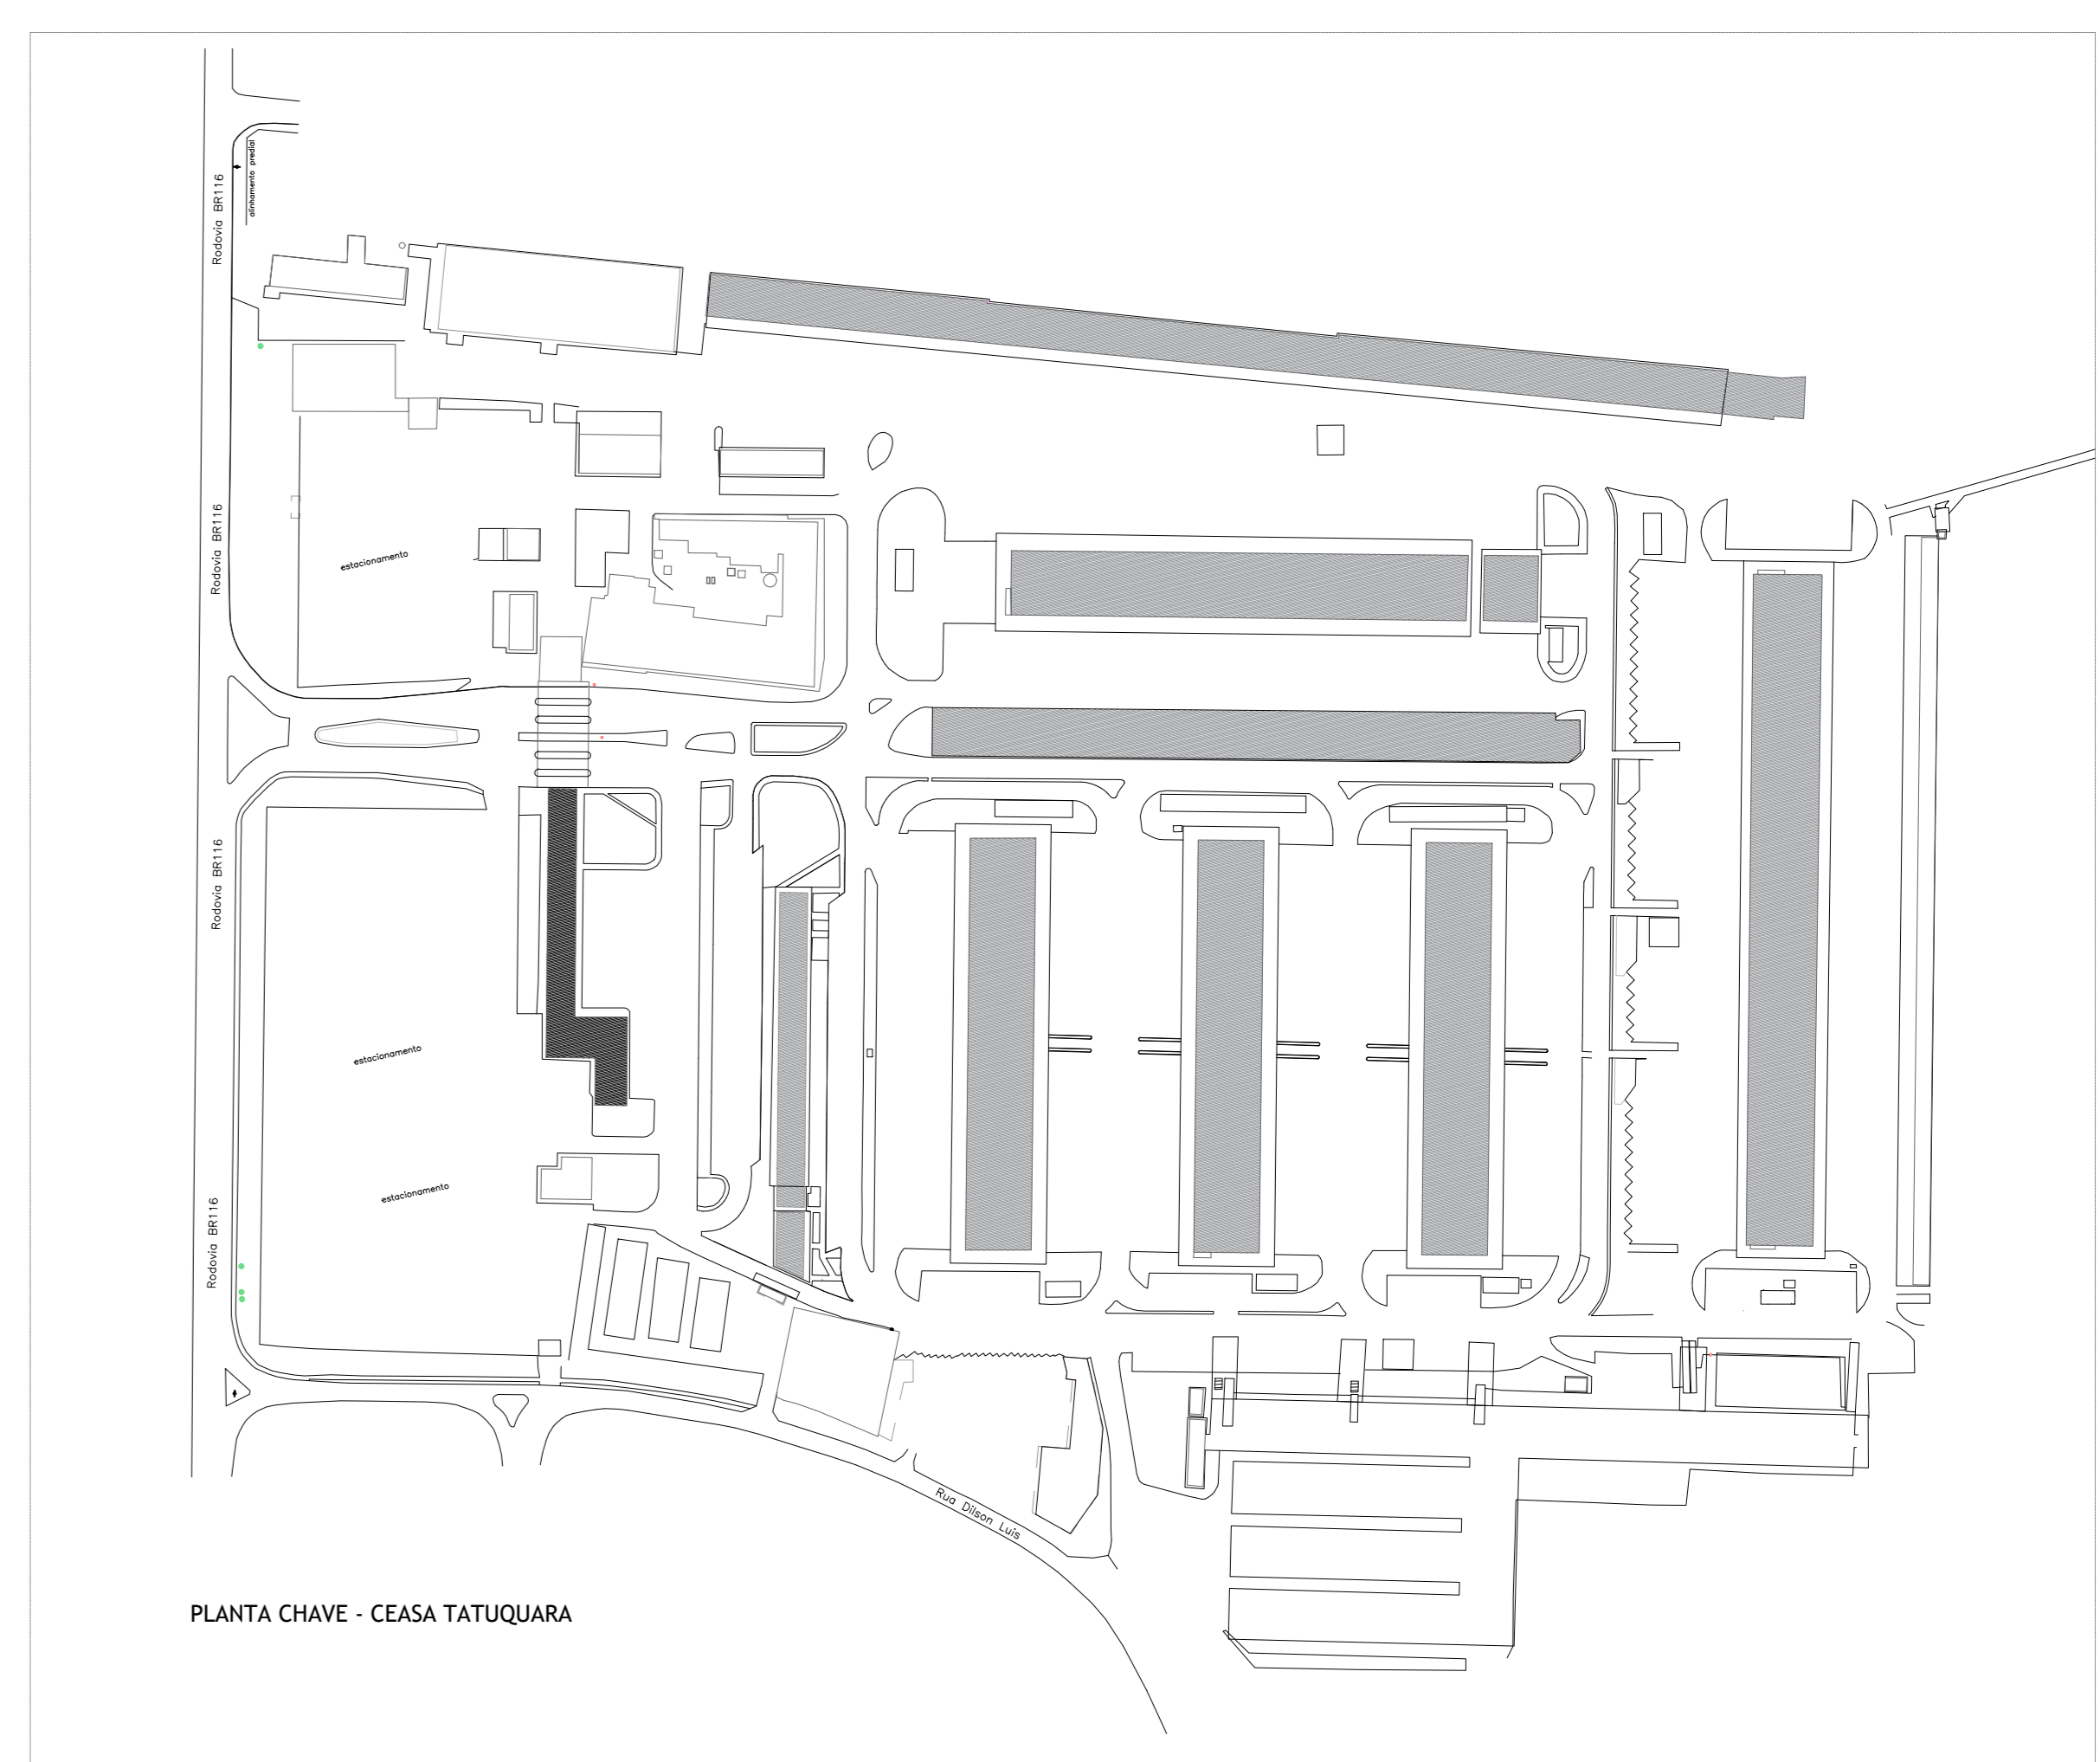 alinhamento predial
Rodovia BR116
Rodovia BR116
estacionamento
Rodovia BR116
estacionamento
estacionamento
Rodovia BR116
Rua Dilson Luis
PLANTA CHAVE - CEASA TATUQUARA